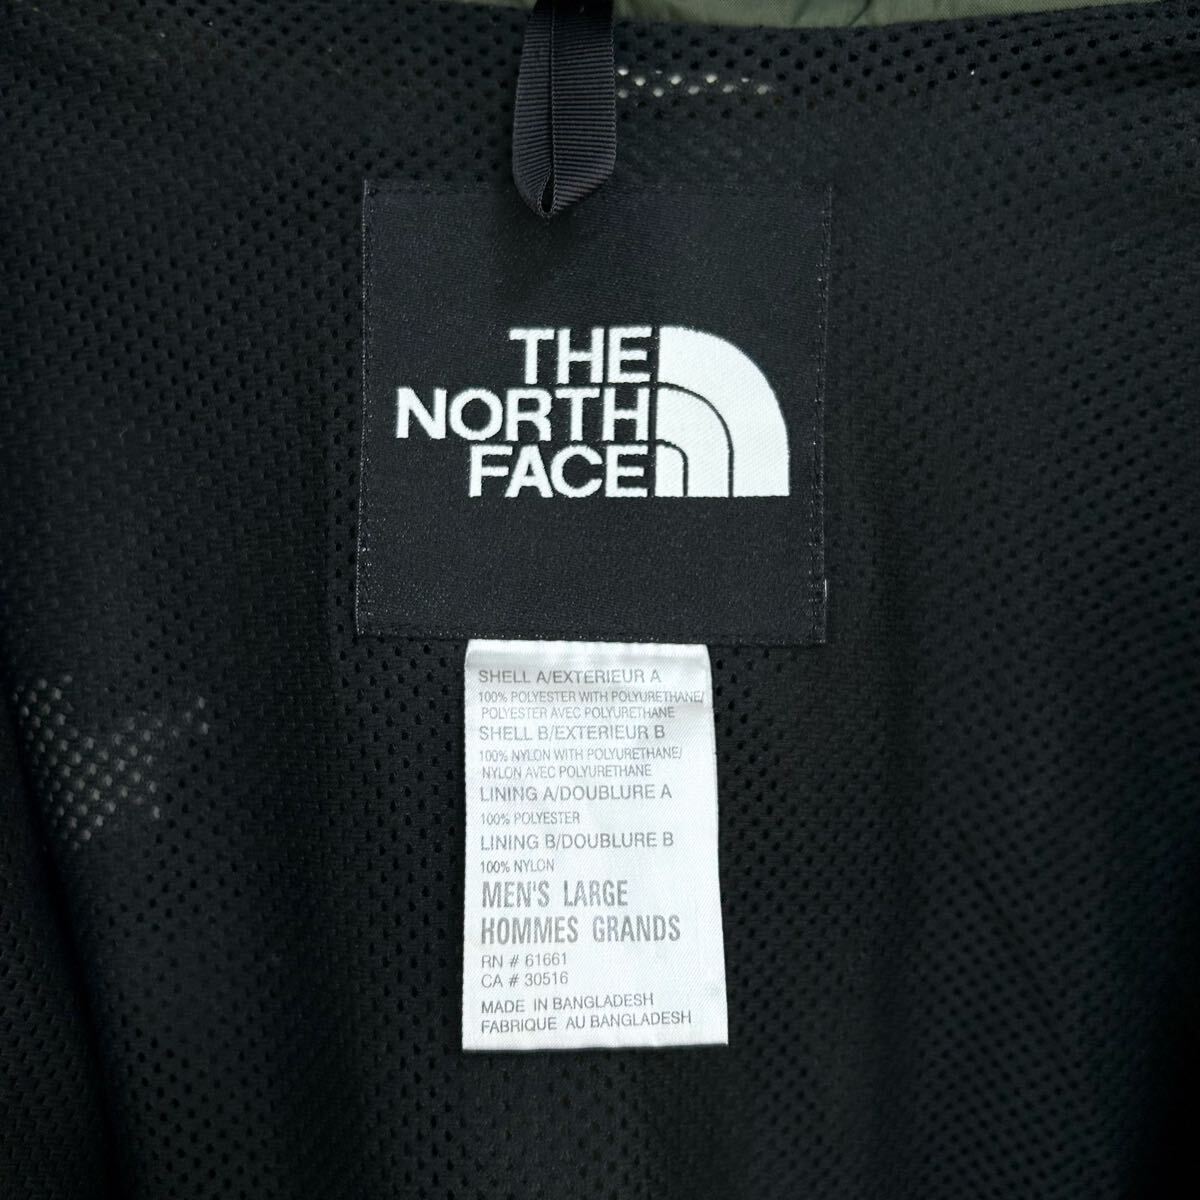 THE
NORTH
FACE
SHELL A/EXTERIEUR A
100% POLYESTER WITH POLYURETHANE/
POLYESTER AVEC POLYURETHANE
SHELL B/EXTERIEUR B
100% NYLON WITH POLYURETHANE/
NYLON AVEC POLYURETHANE
LINING A/DOUBLURE A
100% POLYESTER
LINING B/DOUBLURE B
100% NYLON
MEN'S LARGE
HOMMES GRANDS
RN # 61661
CA # 30516
MADE IN BANGLADESH
FABRIQUE AU BANGLADESH